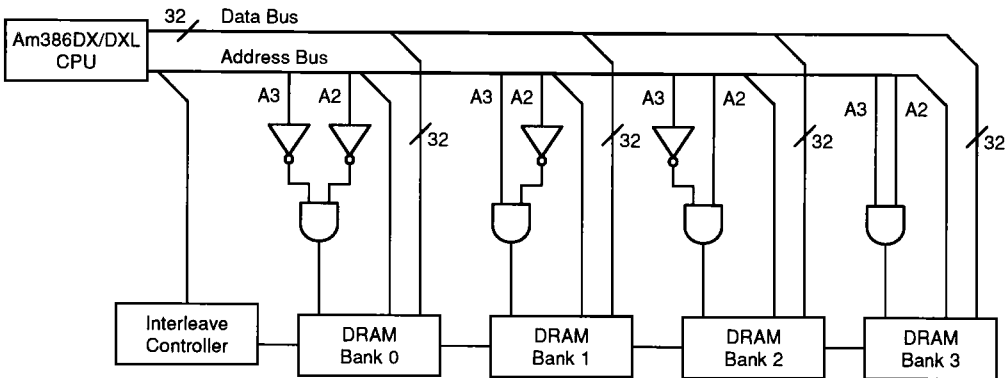 32
Data Bus
Am386DX/DXL
CPU
Address Bus
A3 A2
32
A3 A2
32
A3 A2
32
A3 A2
32
Interleave
Controller
DRAM
Bank 0
DRAM
Bank 1
DRAM
Bank 2
DRAM
Bank 3